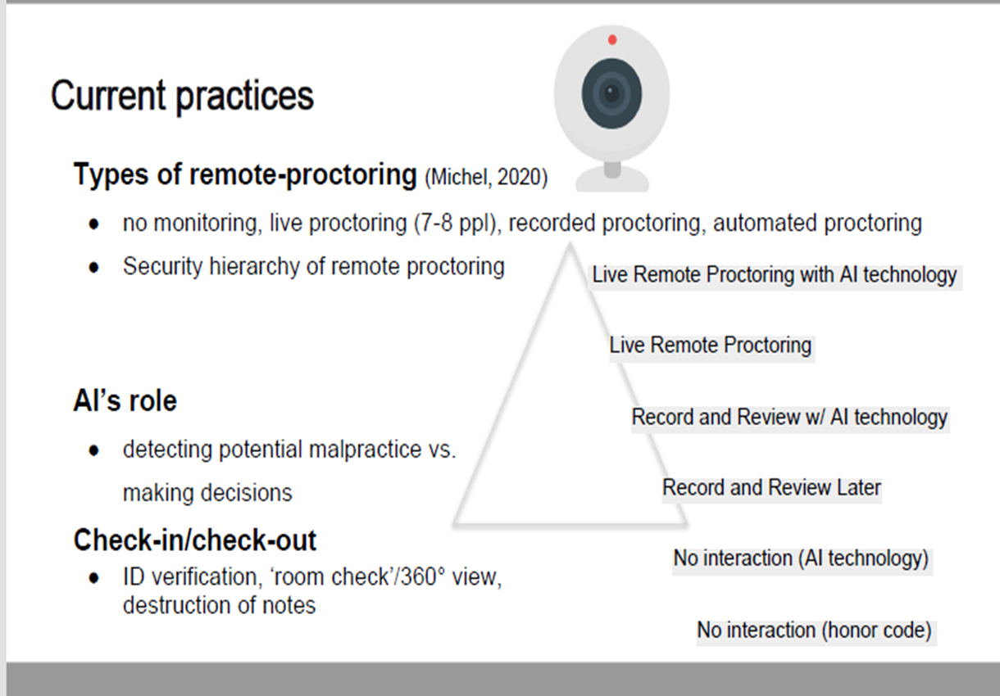 Current practices
Types of remote-proctoring (Michel, 2020)
● no monitoring, live proctoring (7-8 ppl), recorded proctoring, automated proctoring
● Security hierarchy of remote proctoring
Live Remote Proctoring with AI technology
Live Remote Proctoring
Record and Review w/ AI technology
Record and Review Later
No interaction (AI technology)
No interaction (honor code)
AI’s role
● detecting potential malpractice vs.
making decisions
Check-in/check-out
● ID verification, ‘room check’/360° view,
destruction of notes